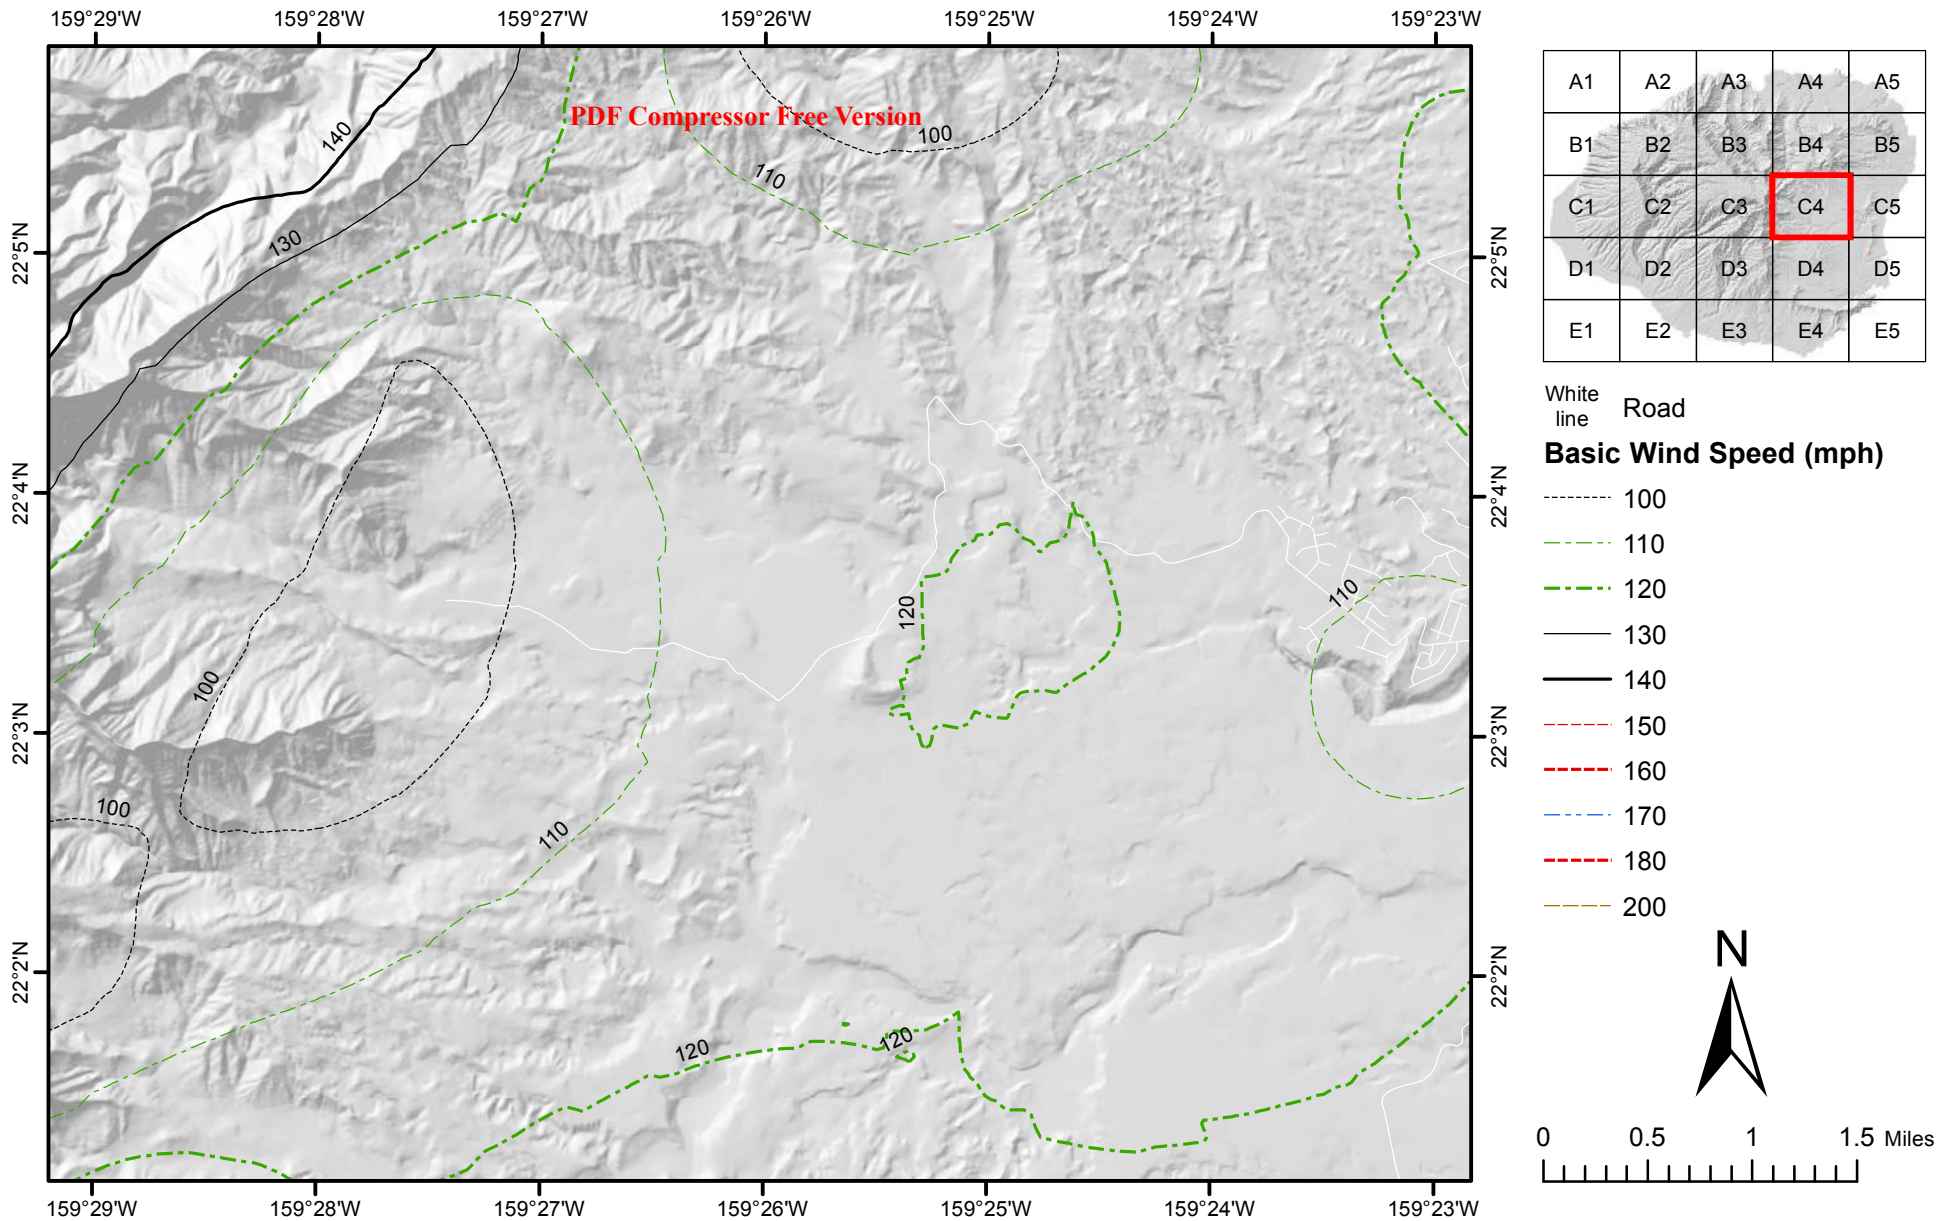 159°29'W 159°28'W 159°27'W 159°26'W 159°25'W 159°24'W 159°23'W
PDF Compressor Free Version
140
100
110
130
22°5'N
22°5'N
22°4'N
22°4'N
120
110
100
22°3'N
22°3'N
100
110
22°2'N
22°2'N
120
120
159°29'W 159°28'W 159°27'W 159°26'W 159°25'W 159°24'W 159°23'W
A1 A2 A3 A4 A5
B1 B2 B3 B4 B5
C1 C2 C3 C4 C5
D1 D2 D3 D4 D5
E1 E2 E3 E4 E5
White
line
Road
Basic Wind Speed (mph)
100
110
120
130
140
150
160
170
180
200
N
0 0.5 1 1.5 Miles